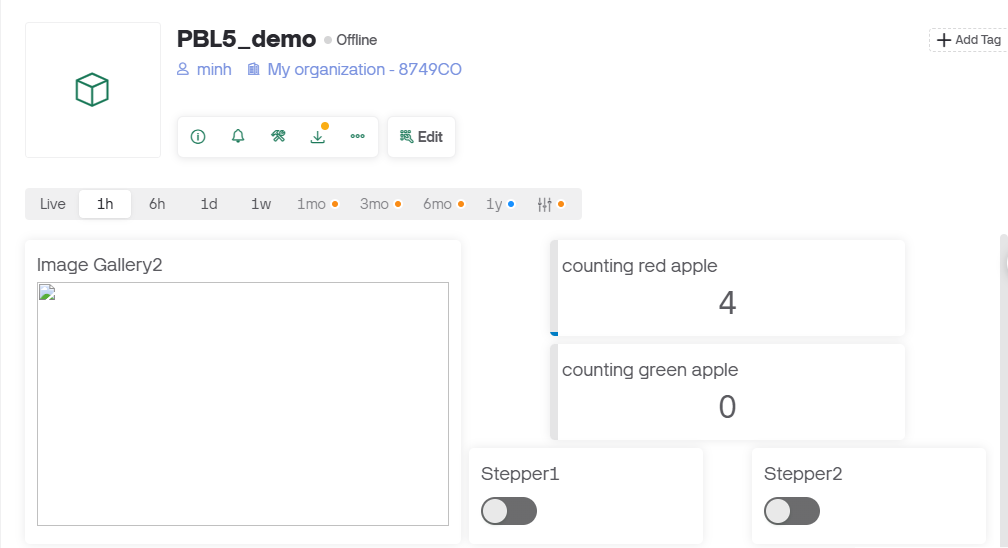 PBL5_demo Offline
+ Add Tag
minh My organization - 8749CO
Edit
Live 1h 6h 1d 1w 1mo 3mo 6mo 1y
Image Gallery2
counting red apple
4
counting green apple
0
Stepper1
Stepper2